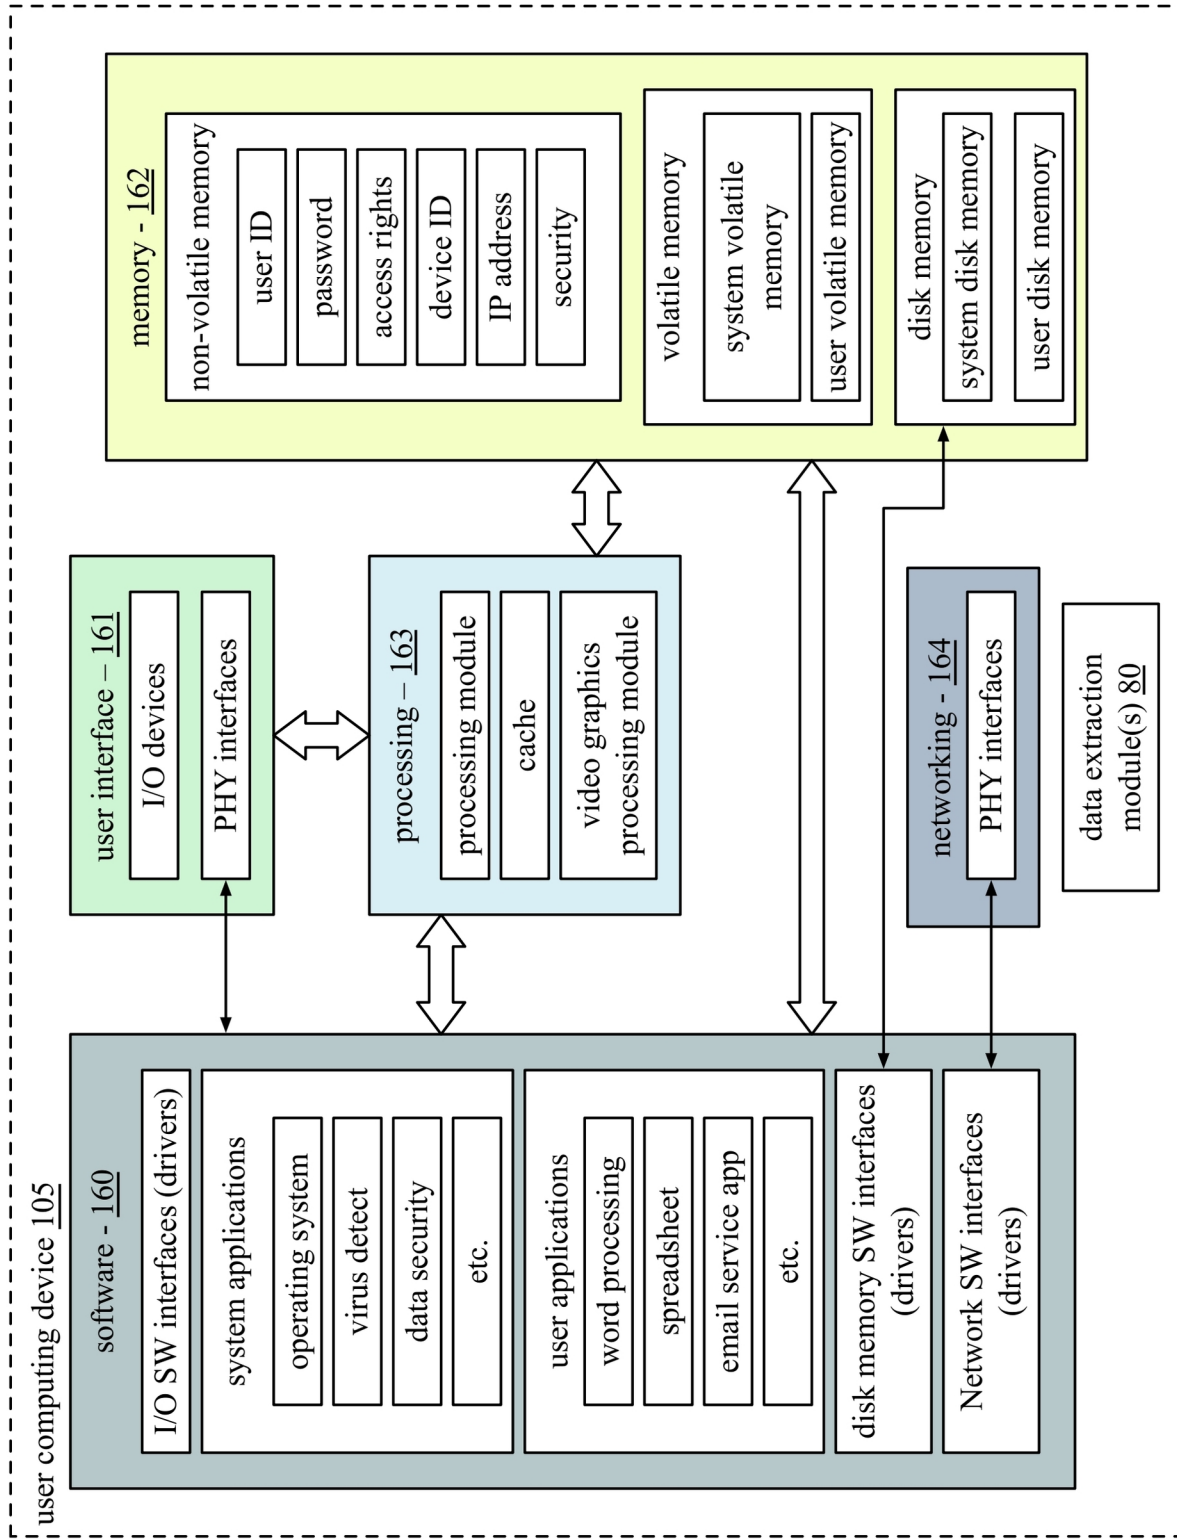 user computing device 105
software - 160
I/O SW interfaces (drivers)
system applications
operating system
virus detect
data security
etc.
user applications
word processing
spreadsheet
email service app
etc.
disk memory SW interfaces
(drivers)
Network SW interfaces
(drivers)
user interface – 161
I/O devices
PHY interfaces
processing – 163
processing module
cache
video graphics
processing module
networking - 164
PHY interfaces
data extraction
module(s) 80
memory - 162
non-volatile memory
user ID
password
access rights
device ID
IP address
security
volatile memory
system volatile
memory
user volatile memory
disk memory
system disk memory
user disk memory